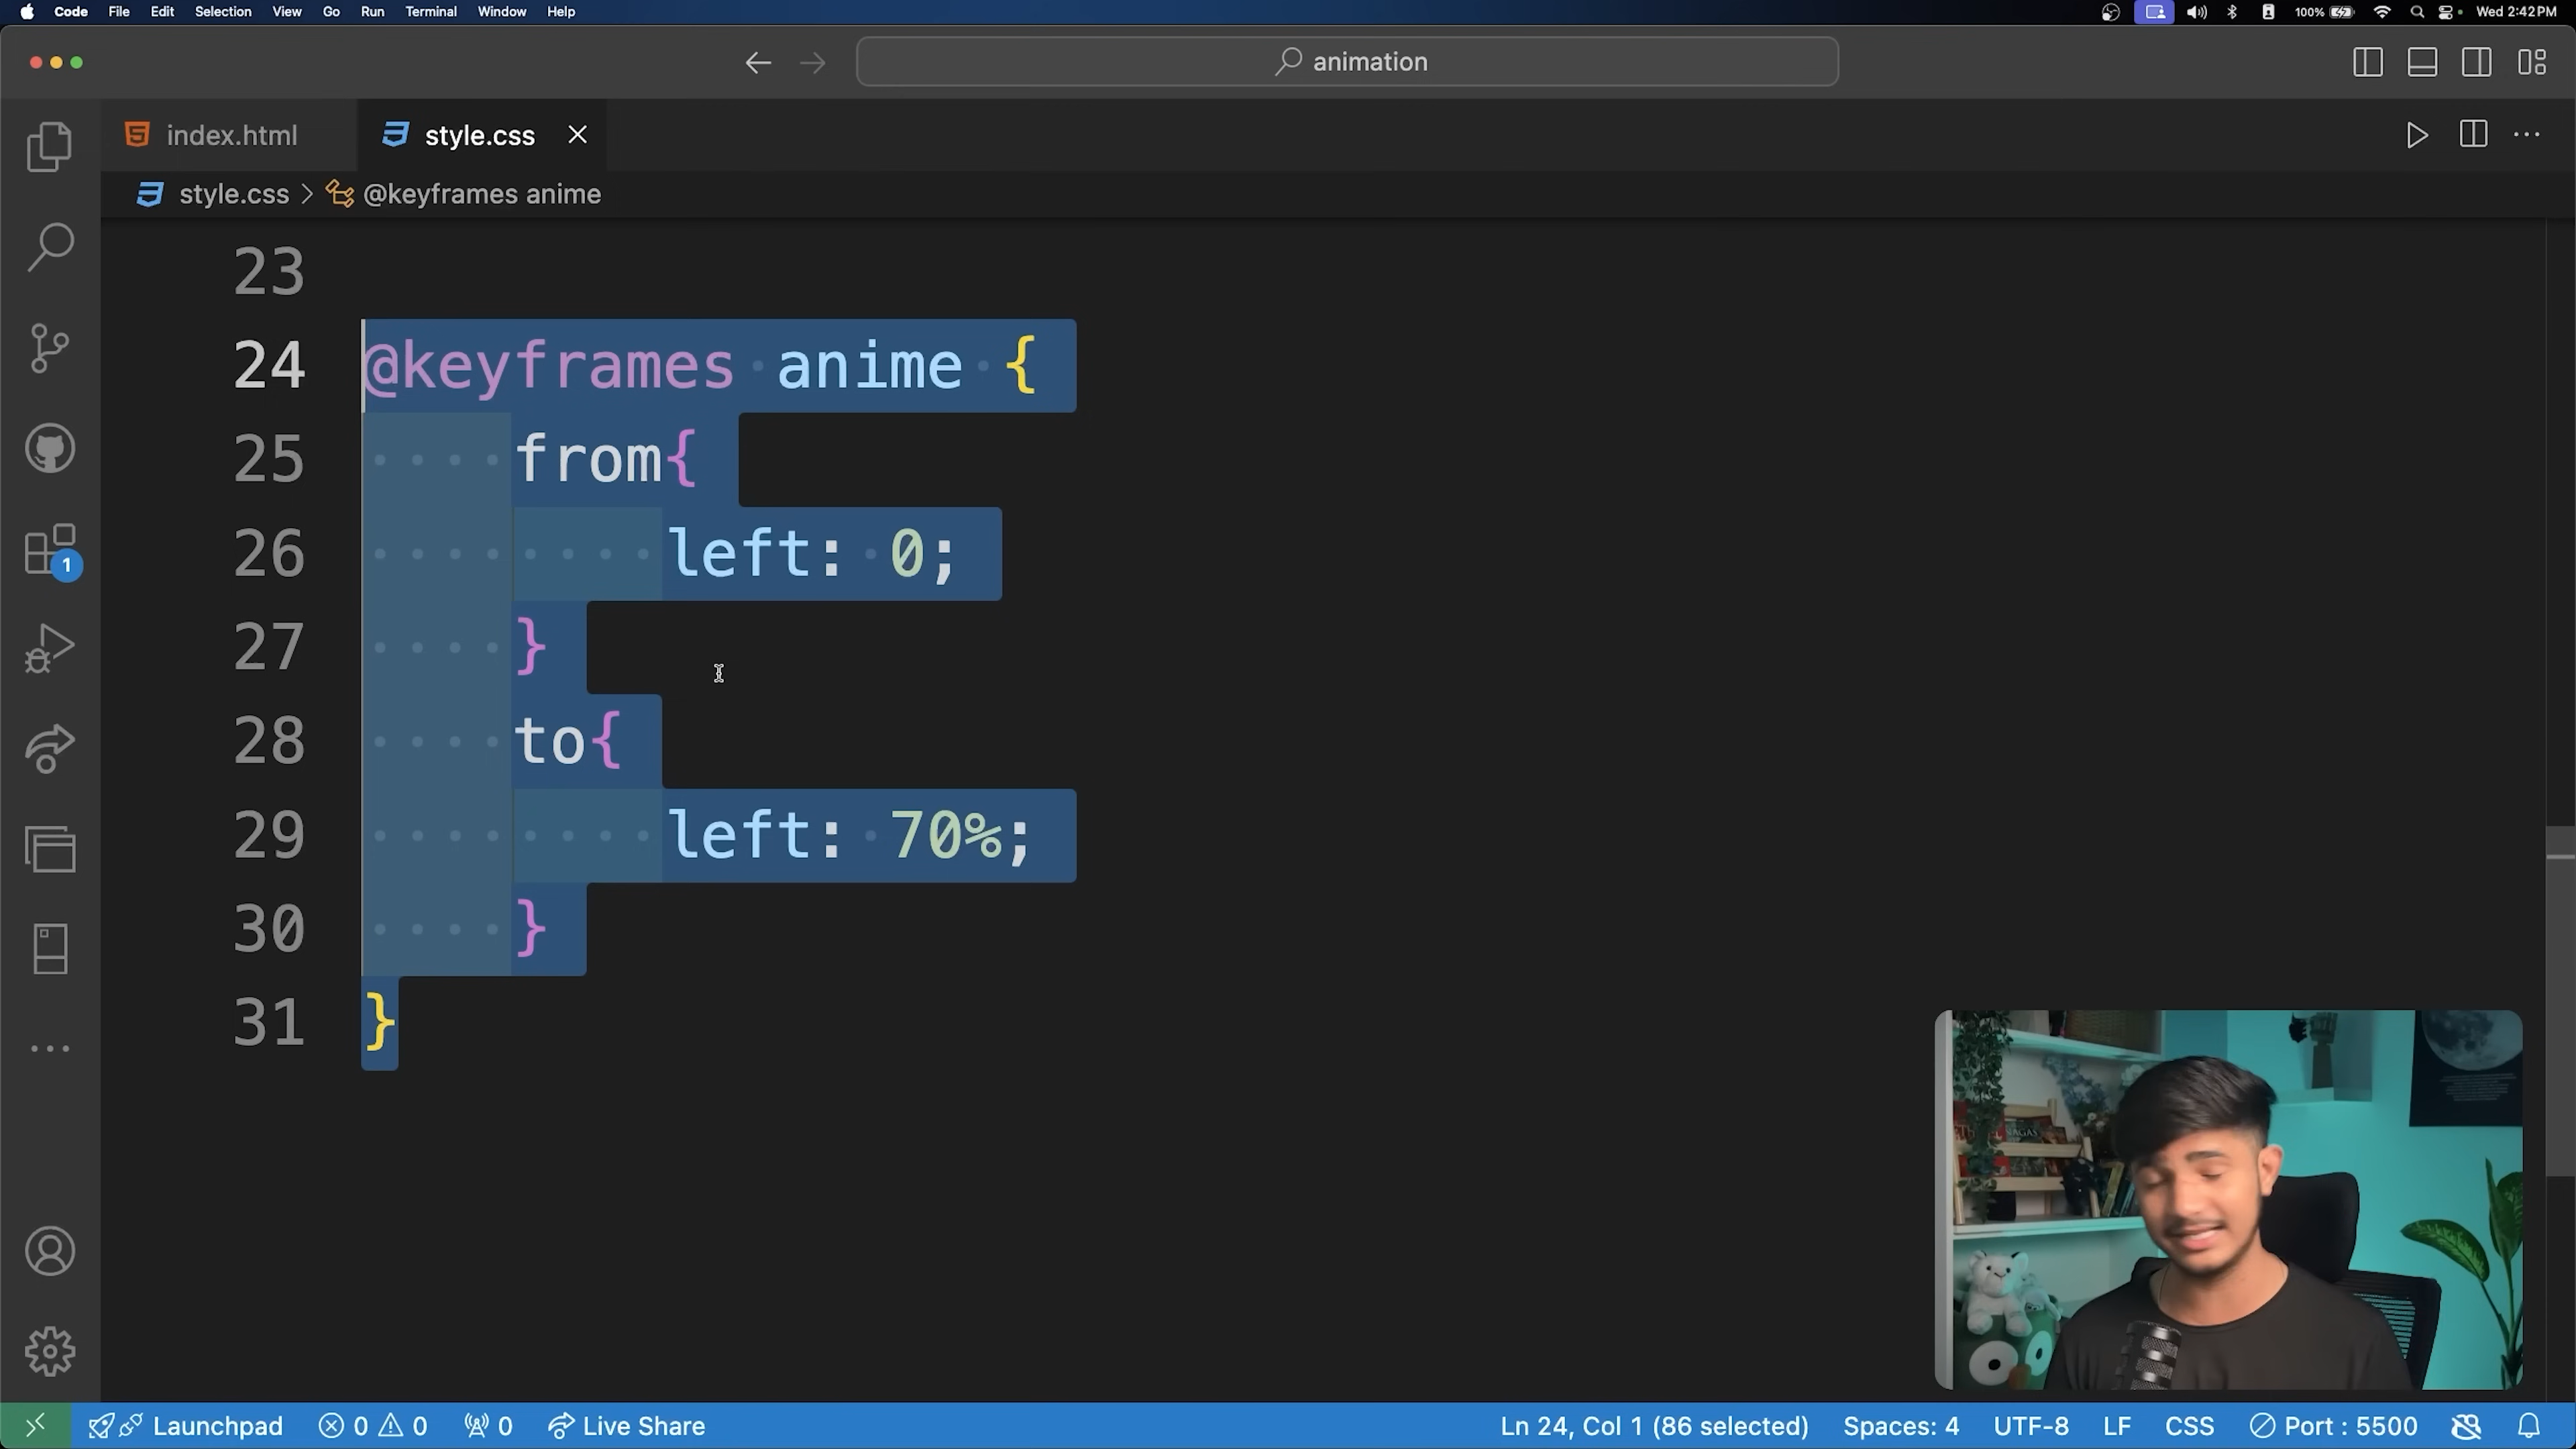 Code File Edit Selection View Go Run Terminal Window Help 100% Wed 2:42 PM
animation
index.html style.css
style.css > @keyframes anime
23
24 @keyframes anime {
25 from{
26 left: 0;
27 }
28 to{
29 left: 70%;
30 }
31 }
1
NAGAS
Launchpad 0 0 0 Live Share Ln 24, Col 1 (86 selected) Spaces: 4 UTF-8 LF CSS Port : 5500